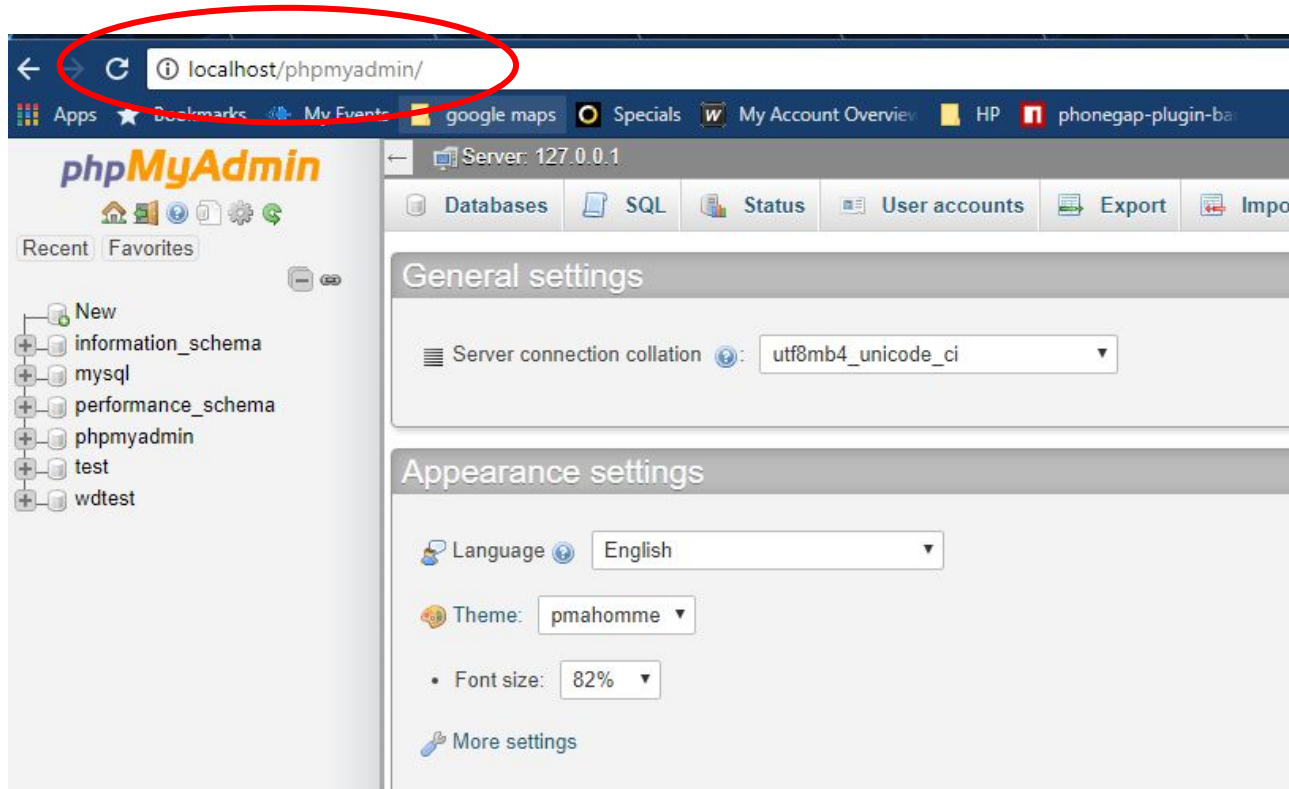 localhost/phpmyadmin/
Apps Bookmarks My Events google maps Specials My Account Overview HP phonegap-plugin-ba
phpMyAdmin
Server: 127.0.0.1
Databases SQL Status User accounts Export Impo
Recent Favorites
General settings
New
information_schema
Server connection collation : utf8mb4_unicode_ci
mysql
performance_schema
phpmyadmin
test
Appearance settings
wdtest
Language English
Theme: pmahomme
• Font size: 82%
More settings